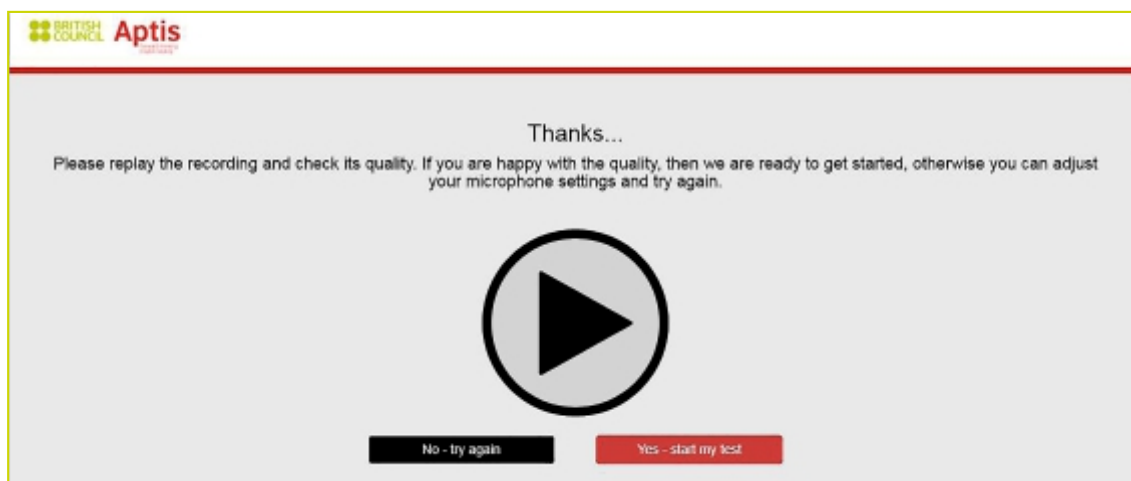 BRITISH
COUNCIL
Aptis
Thanks...
Please replay the recording and check its quality. If you are happy with the quality, then we are ready to get started, otherwise you can adjust
your microphone settings and try again.
No - try again
Yes - start my test